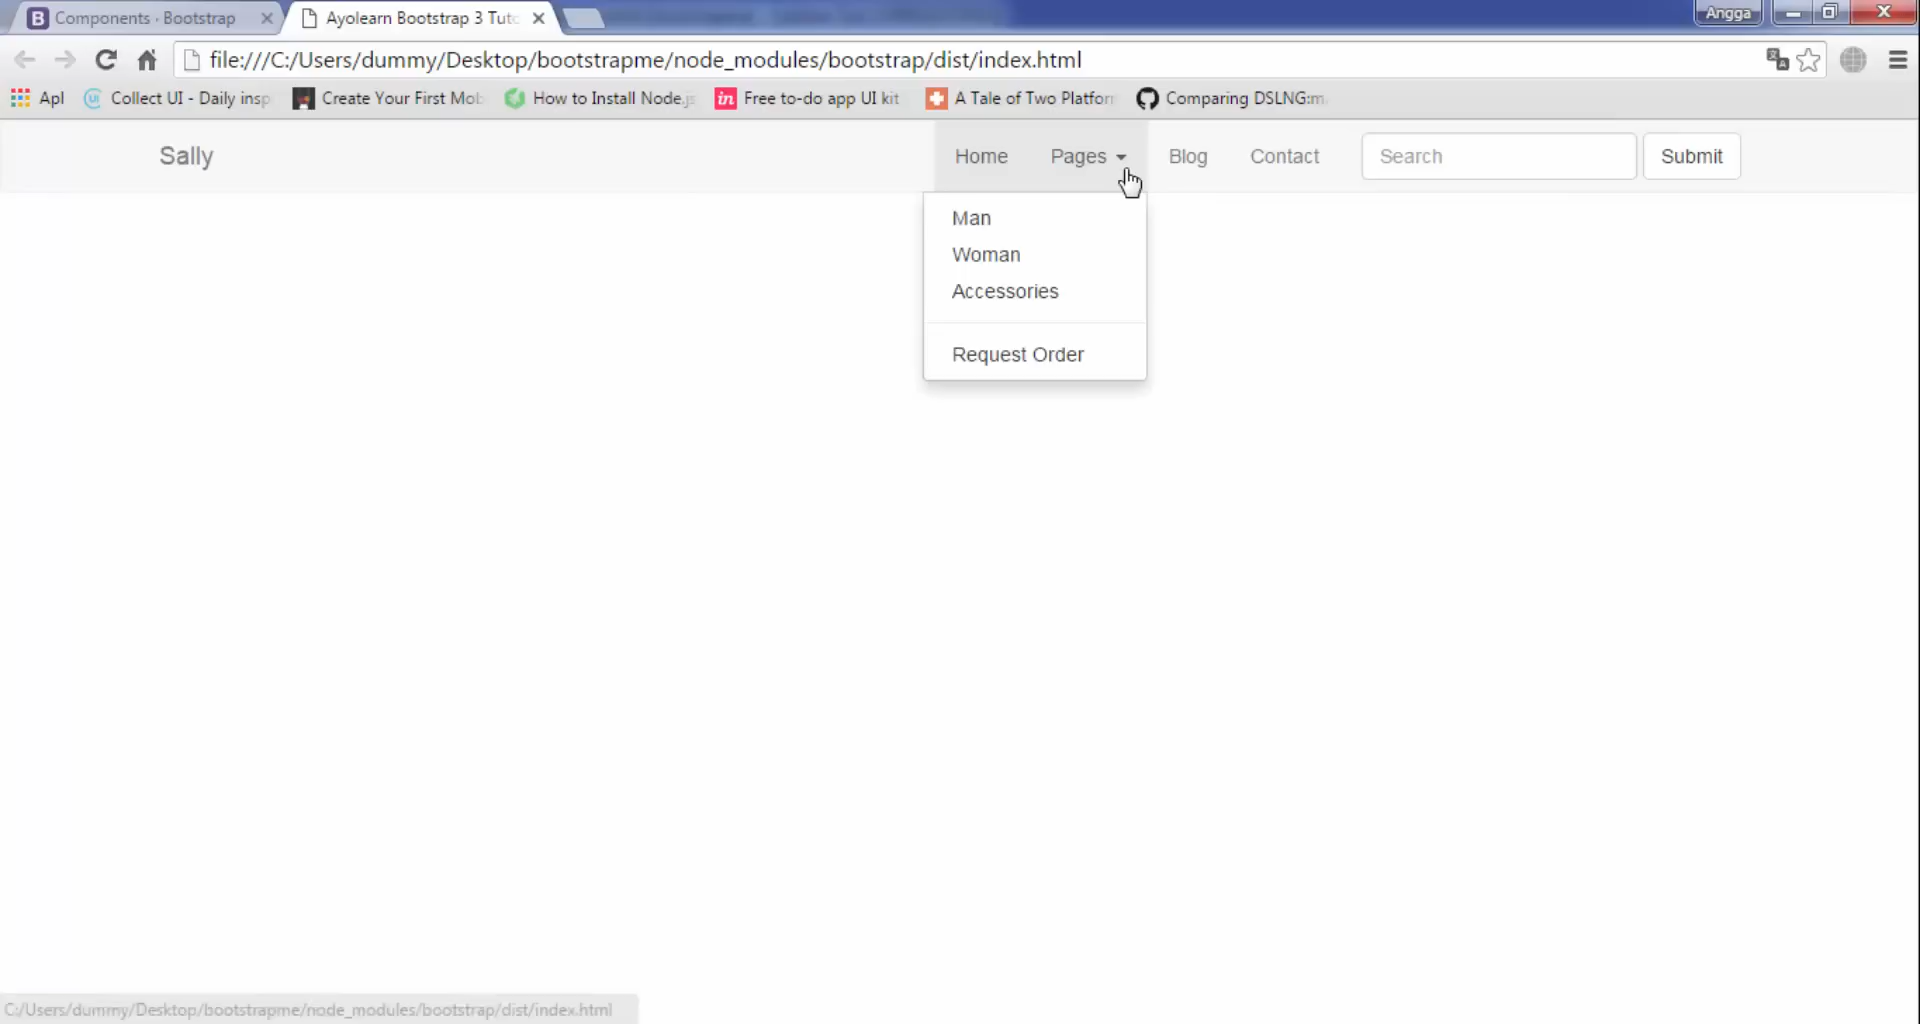 Components · Bootstrap
Ayolearn Bootstrap 3 Tuto
Angga
file:///C:/Users/dummy/Desktop/bootstrapme/node_modules/bootstrap/dist/index.html
Apl Collect UI - Daily insp Create Your First Mob How to Install Node.js Free to-do app UI kit A Tale of Two Platform Comparing DSLNG:ma
Sally Home Pages Blog Contact Search Submit
Man
Woman
Accessories
Request Order
C:/Users/dummy/Desktop/bootstrapme/node_modules/bootstrap/dist/index.html